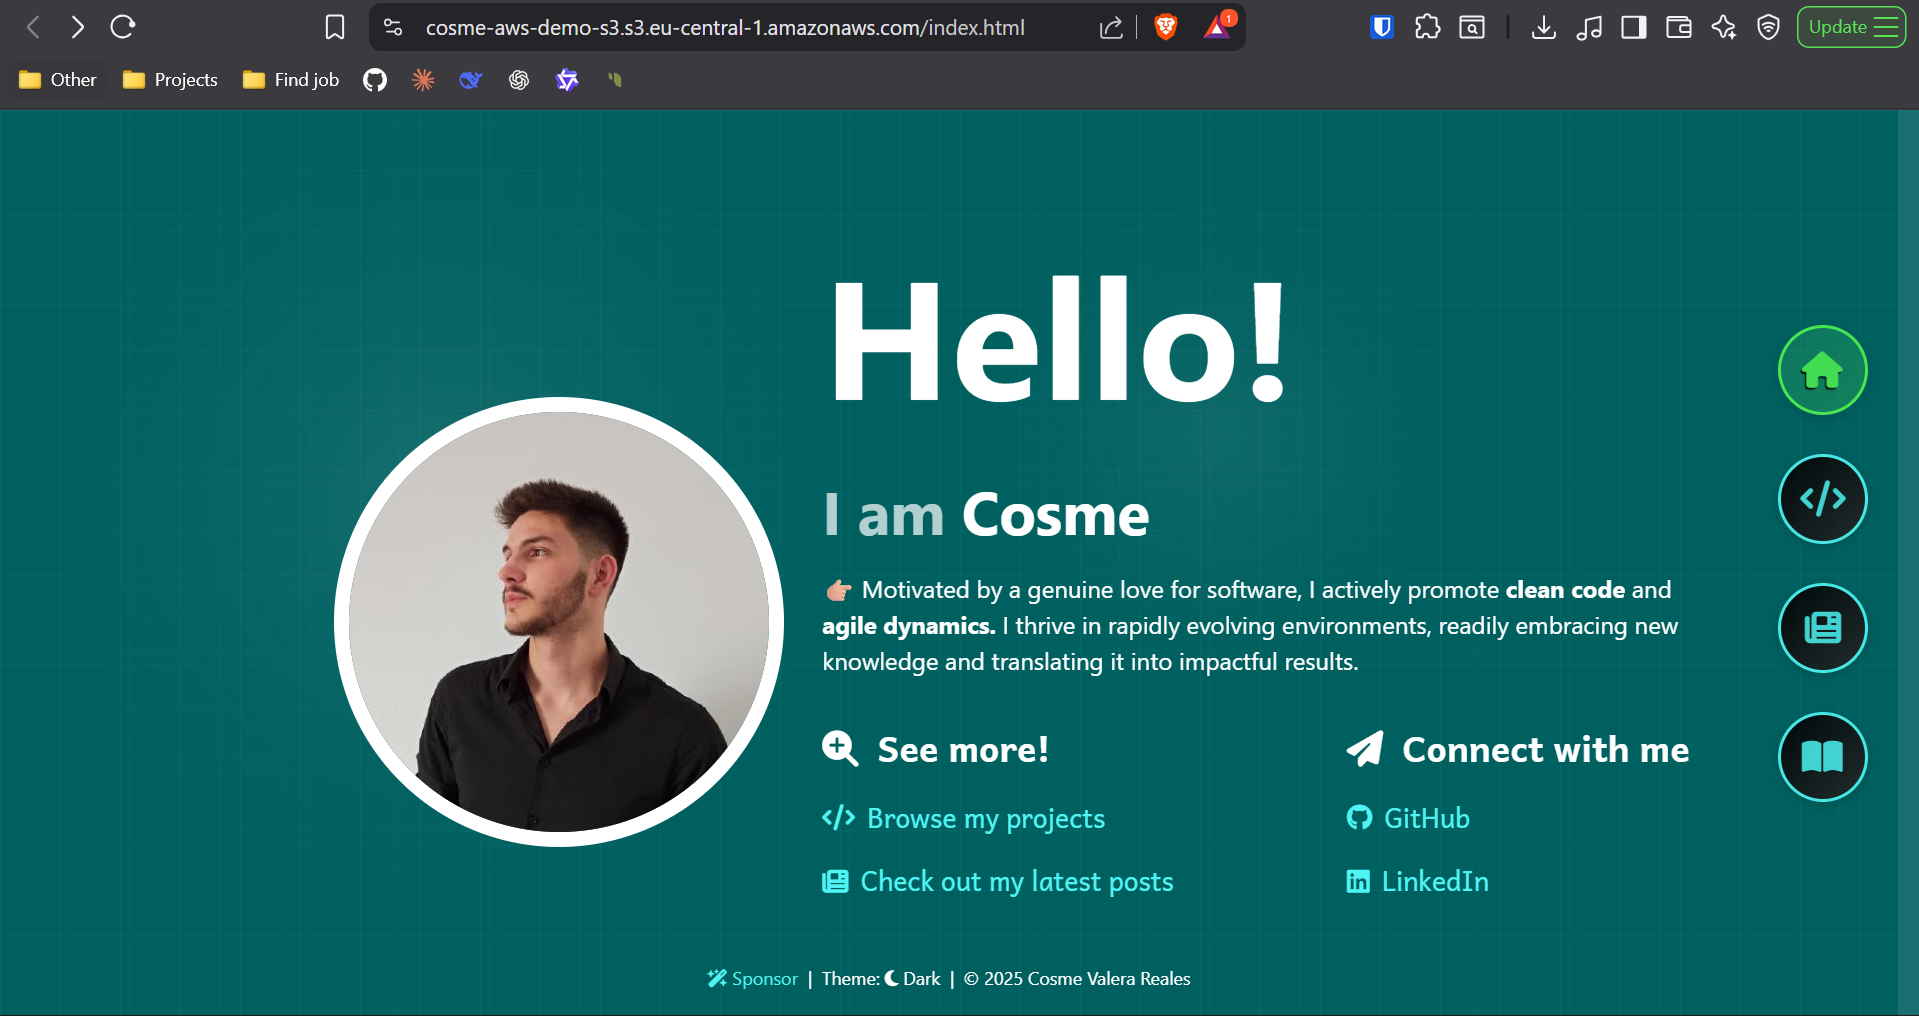 cosme-aws-demo-s3.s3.eu-central-1.amazonaws.com/index.html
1
Update
Other
Projects
Find job
Hello!
I am Cosme
👉 Motivated by a genuine love for software, I actively promote clean code and
agile dynamics. I thrive in rapidly evolving environments, readily embracing new
knowledge and translating it into impactful results.
See more!
Browse my projects
Check out my latest posts
Connect with me
GitHub
LinkedIn
Sponsor | Theme: Dark | © 2025 Cosme Valera Reales